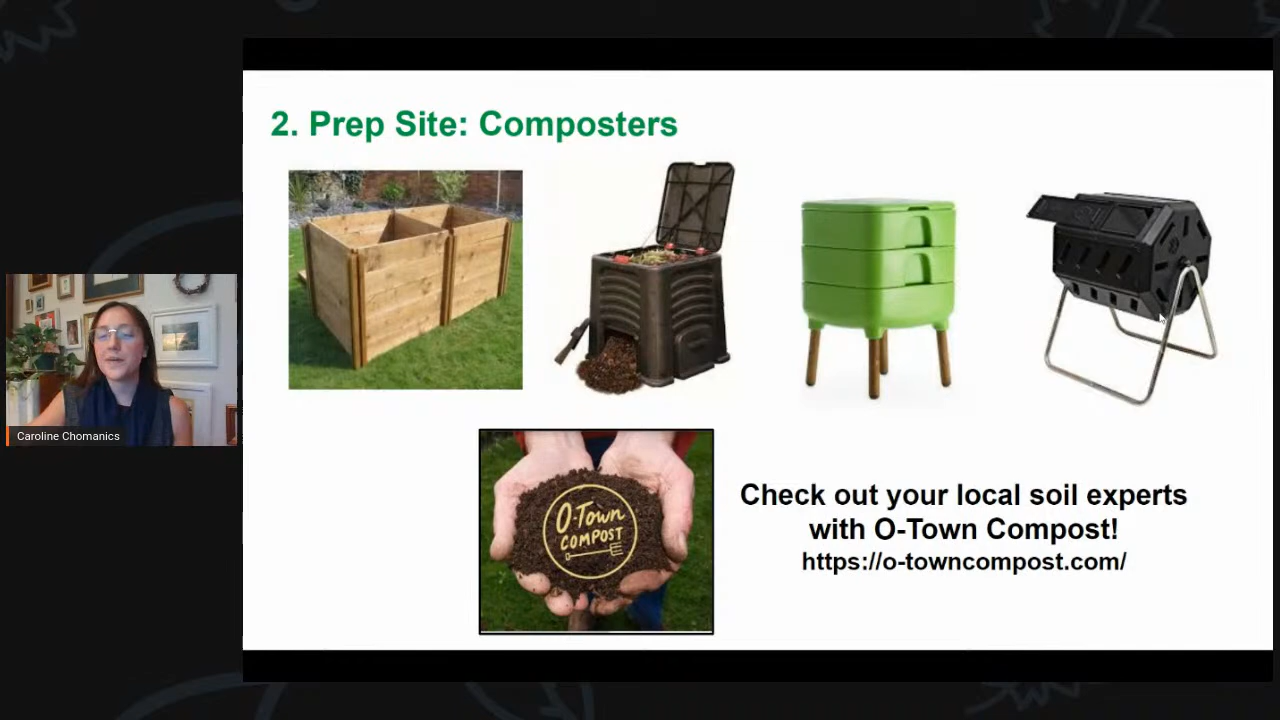 2. Prep Site: Composters
Caroline Chomanics
O-Town
COMPOST
Check out your local soil experts
with O-Town Compost!
https://o-towncompost.com/